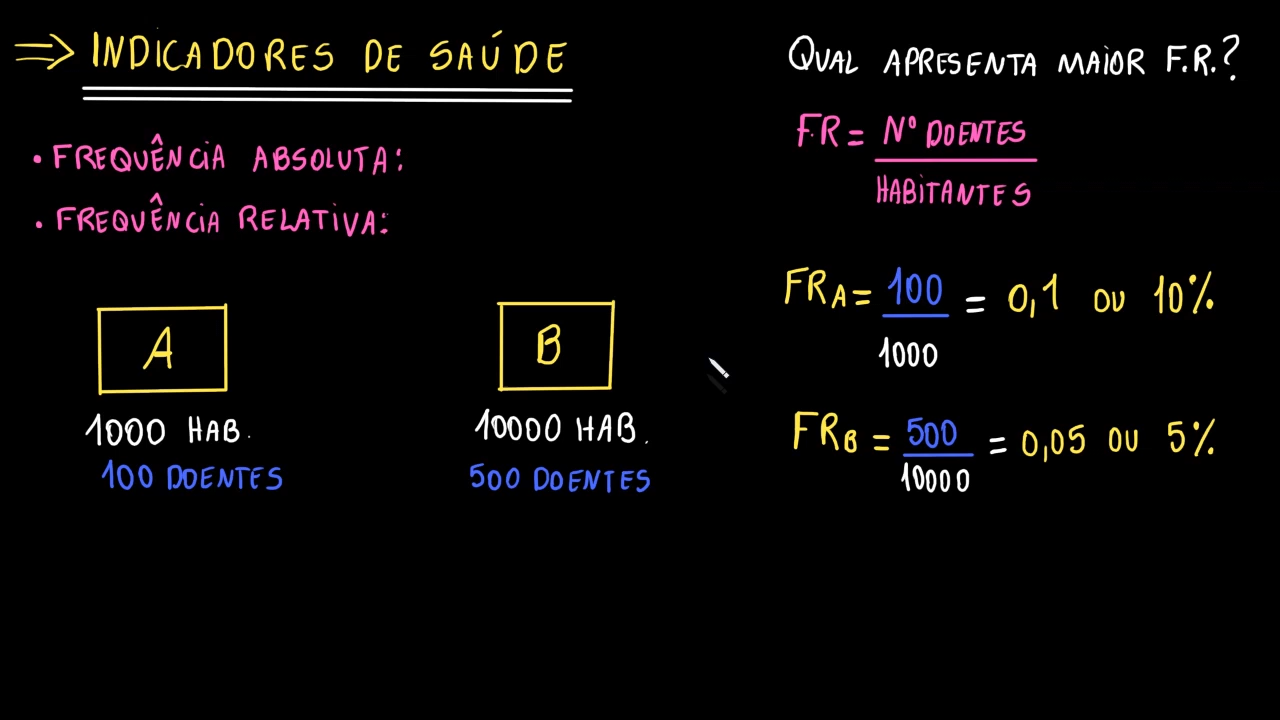 ⇒ INDICADORES DE SAÚDE
• FREQUÊNCIA ABSOLUTA:
• FREQUÊNCIA RELATIVA:
A
1000 HAB.
100 DOENTES
B
10000 HAB.
500 DOENTES
QUAL APRESENTA MAIOR F.R.?
FR = Nº DOENTES
HABITANTES
FRA = 100 = 0,1 OU 10%
1000
FRB = 500 = 0,05 OU 5%
10000